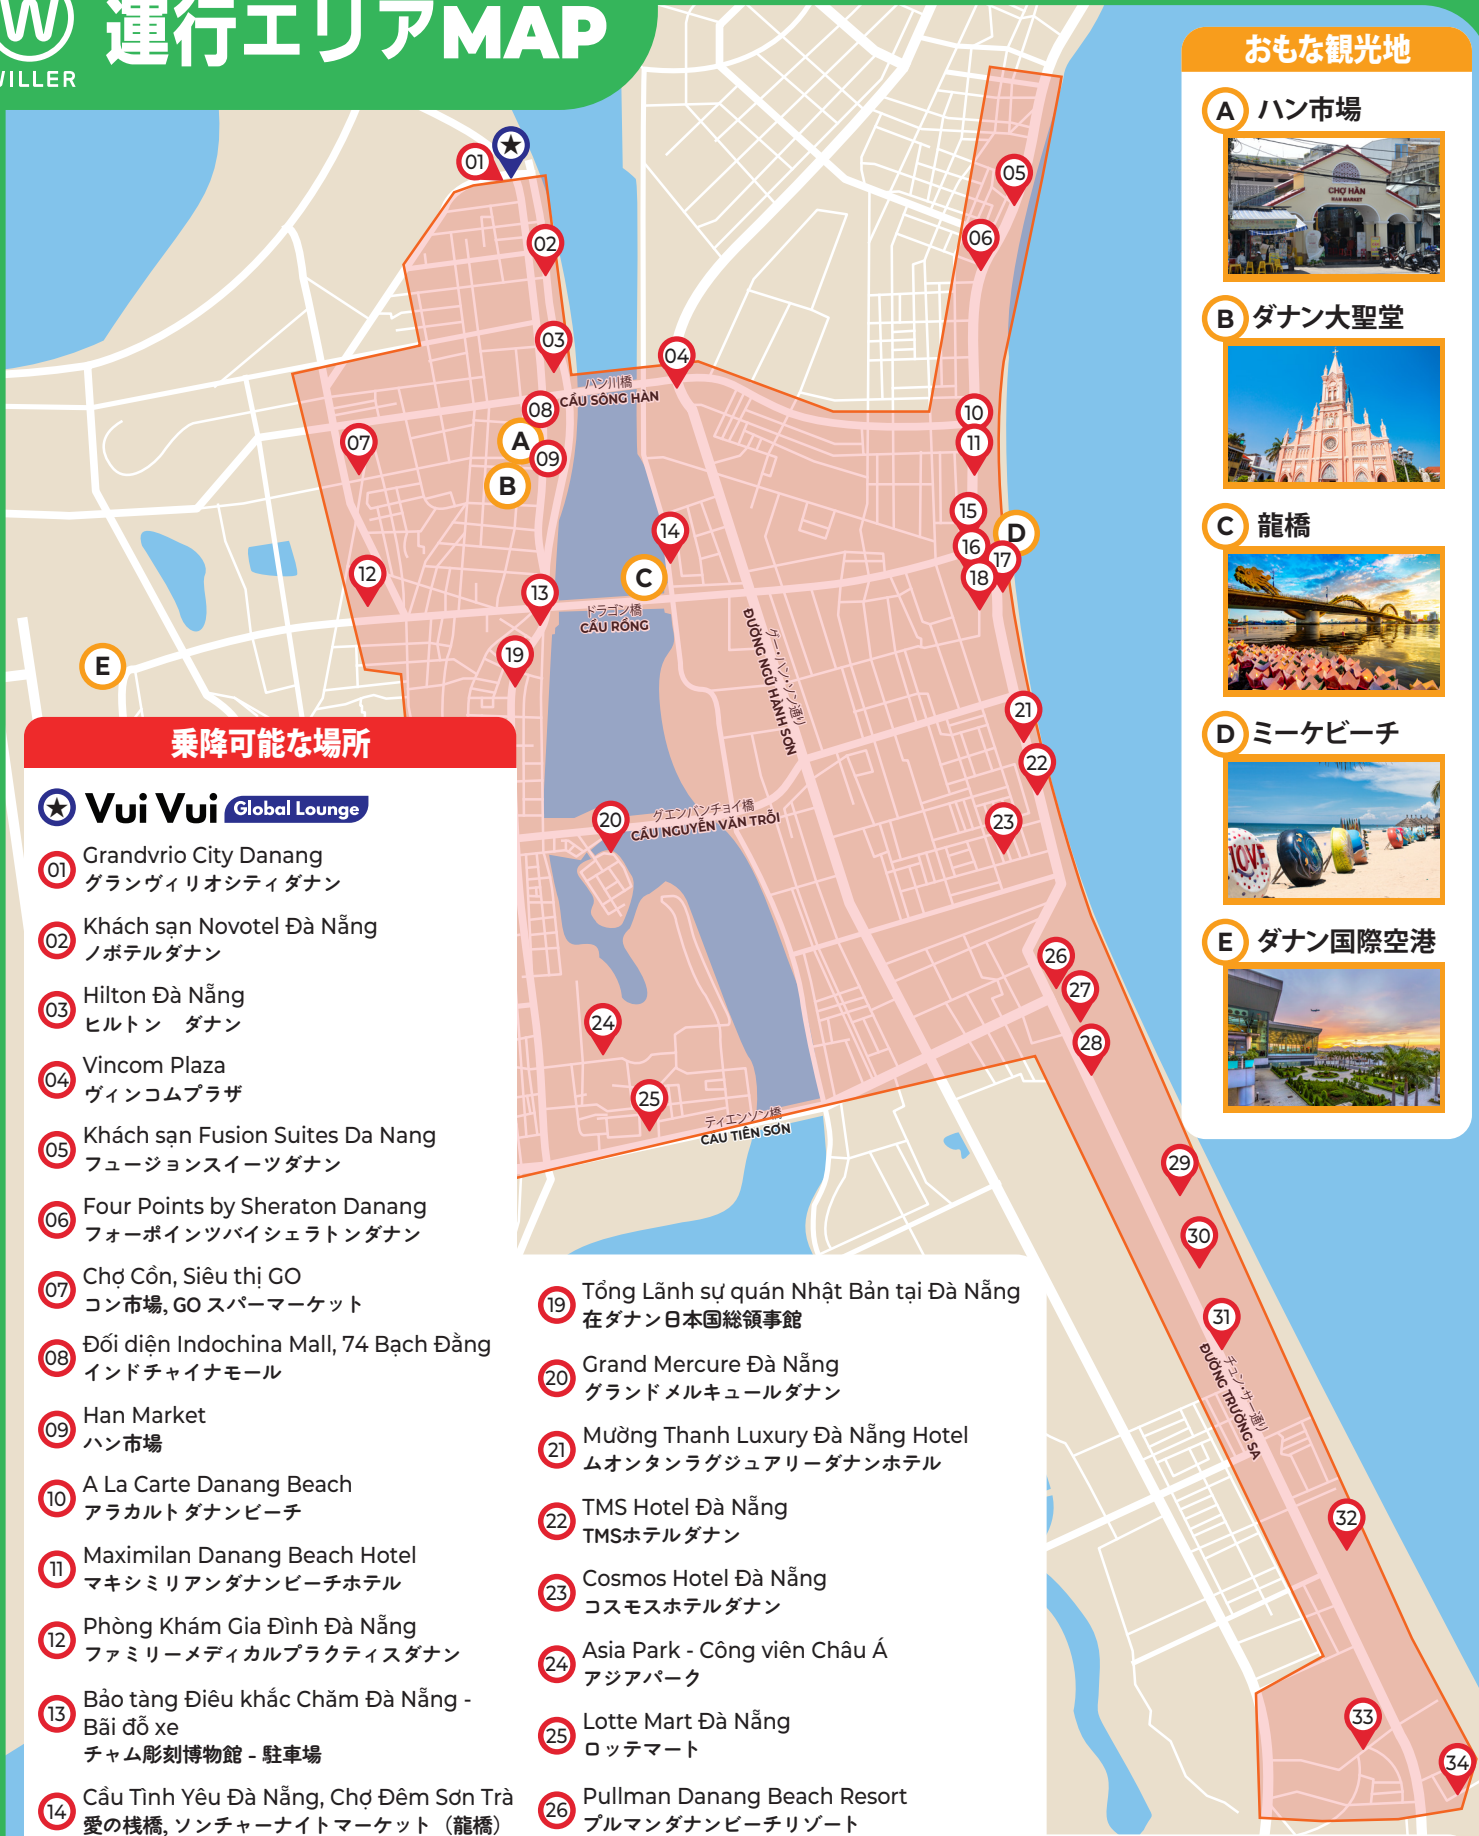 W
WILLER
運行エリアMAP
おもな観光地
A ハン市場
CHỢ HÀN
HAN MARKET
B ダナン大聖堂
C 龍橋
D ミーケビーチ
LOVE
E ダナン国際空港
★
01
02
03
04
05
06
07
08
A
09
B
10
11
12
13
14
C
15
16
D
17
18
19
20
21
22
23
24
25
26
27
28
29
30
31
32
33
34
E
ハン川橋
CẦU SÔNG HÀN
ドラゴン橋
CẦU RỒNG
グー・ハン・ソン通り
ĐƯỜNG NGŨ HÀNH SƠN
グエンバンチョイ橋
CẦU NGUYỄN VĂN TRỖI
ティエンソン橋
CẦU TIÊN SƠN
チュン・サー通り
ĐƯỜNG TRƯỜNG SA
乗降可能な場所
★ Vui Vui Global Lounge
01 Grandvrio City Danang
グランヴィリオシティダナン
02 Khách sạn Novotel Đà Nẵng
ノボテルダナン
03 Hilton Đà Nẵng
ヒルトン　ダナン
04 Vincom Plaza
ヴィンコムプラザ
05 Khách sạn Fusion Suites Da Nang
フュージョンスイーツダナン
06 Four Points by Sheraton Danang
フォーポインツバイシェラトンダナン
07 Chợ Cồn, Siêu thị GO
コン市場, GO スパーマーケット
08 Đối diện Indochina Mall, 74 Bạch Đằng
インドチャイナモール
09 Han Market
ハン市場
10 A La Carte Danang Beach
アラカルトダナンビーチ
11 Maximilan Danang Beach Hotel
マキシミリアンダナンビーチホテル
12 Phòng Khám Gia Đình Đà Nẵng
ファミリーメディカルプラクティスダナン
13 Bảo tàng Điêu khắc Chăm Đà Nẵng -
Bãi đỗ xe
チャム彫刻博物館 - 駐車場
14 Cầu Tình Yêu Đà Nẵng, Chợ Đêm Sơn Trà
愛の桟橋, ソンチャーナイトマーケット（龍橋）
19 Tổng Lãnh sự quán Nhật Bản tại Đà Nẵng
在ダナン日本国総領事館
20 Grand Mercure Đà Nẵng
グランドメルキュールダナン
21 Mường Thanh Luxury Đà Nẵng Hotel
ムオンタンラグジュアリーダナンホテル
22 TMS Hotel Đà Nẵng
TMSホテルダナン
23 Cosmos Hotel Đà Nẵng
コスモスホテルダナン
24 Asia Park - Công viên Châu Á
アジアパーク
25 Lotte Mart Đà Nẵng
ロッテマート
26 Pullman Danang Beach Resort
プルマンダナンビーチリゾート